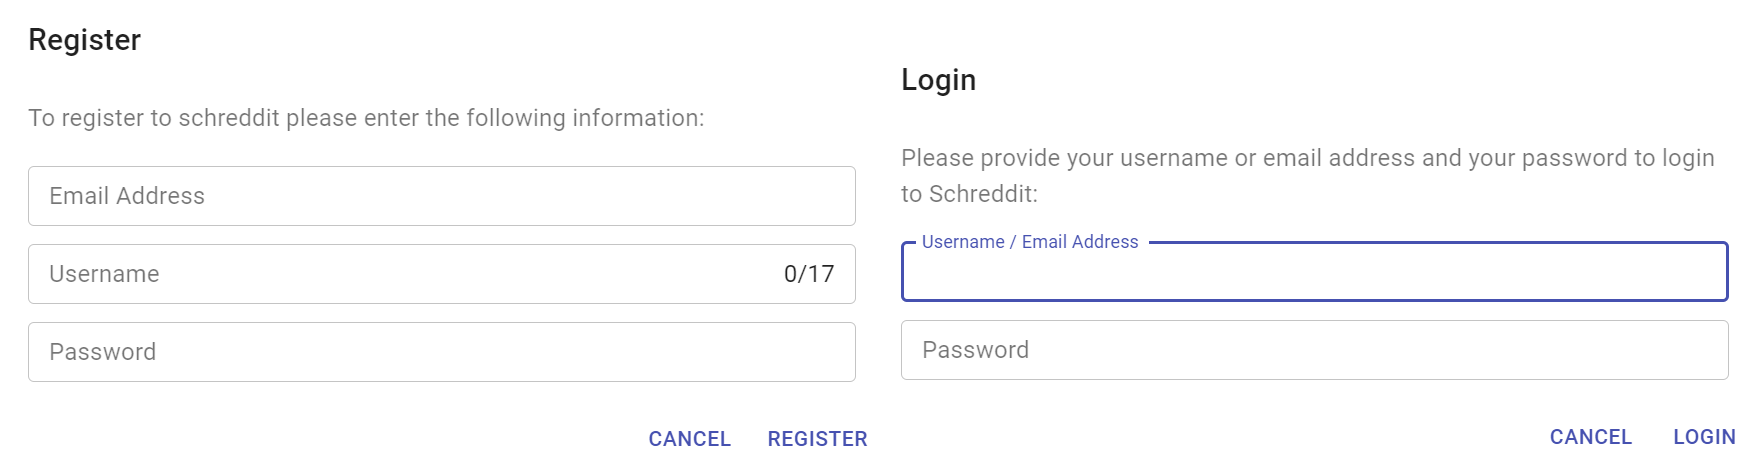 Register
To register to schreddit please enter the following information:
Email Address
Username 0/17
Password
CANCEL REGISTER
Login
Please provide your username or email address and your password to login
to Schreddit:
Username / Email Address
Password
CANCEL LOGIN